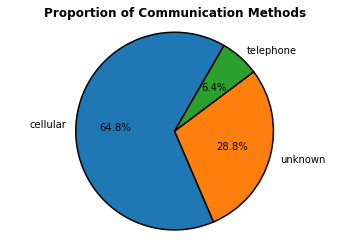 Proportion of Communication Methods
telephone
6.4%
cellular
64.8%
28.8%
unknown